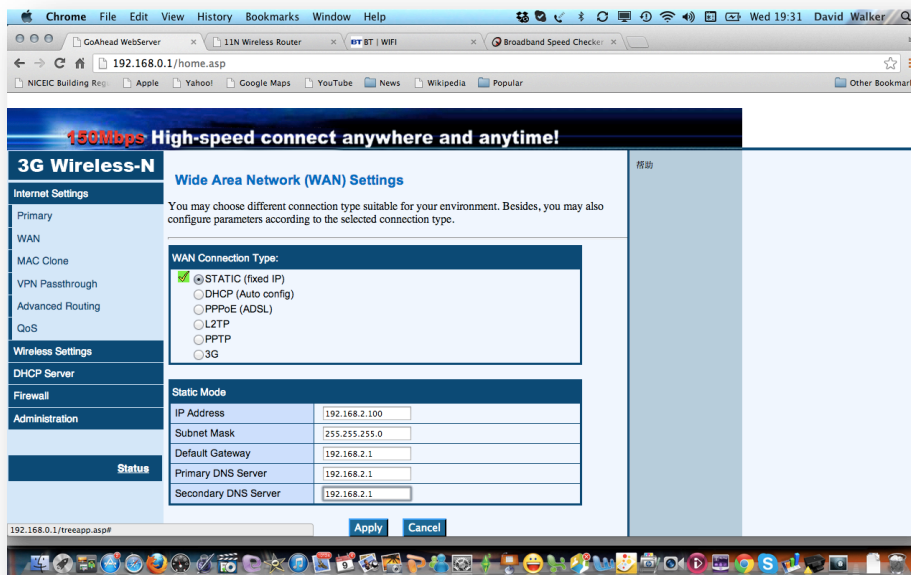 Chrome File Edit View History Bookmarks Window Help Wed 19:31 David Walker
GoAhead WebServer × 11N Wireless Router × BT BT | WIFI × Broadband Speed Checker ×
192.168.0.1/home.asp
NICEIC Building Reg Apple Yahoo! Google Maps YouTube News Wikipedia Popular Other Bookmar
150Mbps High-speed connect anywhere and anytime!
3G Wireless-N
Internet Settings
Primary
WAN
MAC Clone
VPN Passthrough
Advanced Routing
QoS
Wireless Settings
DHCP Server
Firewall
Administration
Status
Wide Area Network (WAN) Settings
You may choose different connection type suitable for your environment. Besides, you may also
configure parameters according to the selected connection type.
WAN Connection Type:
STATIC (fixed IP)
DHCP (Auto config)
PPPoE (ADSL)
L2TP
PPTP
3G
Static Mode
IP Address 192.168.2.100
Subnet Mask 255.255.255.0
Default Gateway 192.168.2.1
Primary DNS Server 192.168.2.1
Secondary DNS Server 192.168.2.1
Apply Cancel
帮助
192.168.0.1/treeapp.asp#